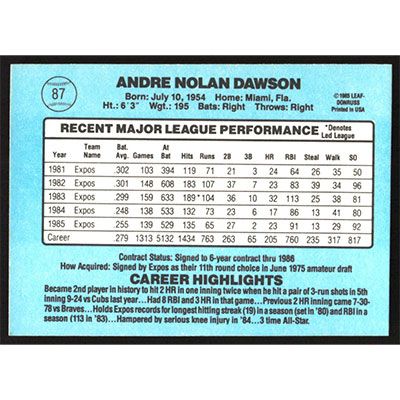 87
ANDRE NOLAN DAWSON
Born: July 10, 1954 Home: Miami, Fla.
Ht.: 6'3" Wgt.: 195 Bats: Right Throws: Right
©1985 LEAF-
DONRUSS
Printed in USA
RECENT MAJOR LEAGUE PERFORMANCE *Denotes Led League
Year Team Name Bat. Avg. Games At Bat Hits Runs 2B 3B HR RBI Steal Walk SO
1981 Expos .302 103 394 119 71 21 3 24 64 26 35 50
1982 Expos .301 148 608 183 107 37 7 23 83 39 34 96
1983 Expos .299 159 633 189* 104 36 10 32 113 25 38 81
1984 Expos .248 138 533 132 73 23 6 17 86 13 41 80
1985 Expos .255 139 529 135 65 27 2 23 91 13 29 92
Career .279 1313 5132 1434 763 263 65 205 760 235 317 817
Contract Status: Signed to 6-year contract thru 1986
How Acquired: Signed by Expos as their 11th round choice in June 1975 amateur draft
CAREER HIGHLIGHTS
Became 2nd player in history to hit 2 HR in one inning twice when he hit a pair of 3-run shots in 5th
inning 9-24 vs Cubs last year...Had 8 RBI and 3 HR in that game...Previous 2 HR inning came 7-30-
78 vs Braves...Holds Expos records for longest hitting streak (19) in a season (set in '80) and RBI in a
season (113 in '83)...Hampered by serious knee injury in '84...3 time All-Star.